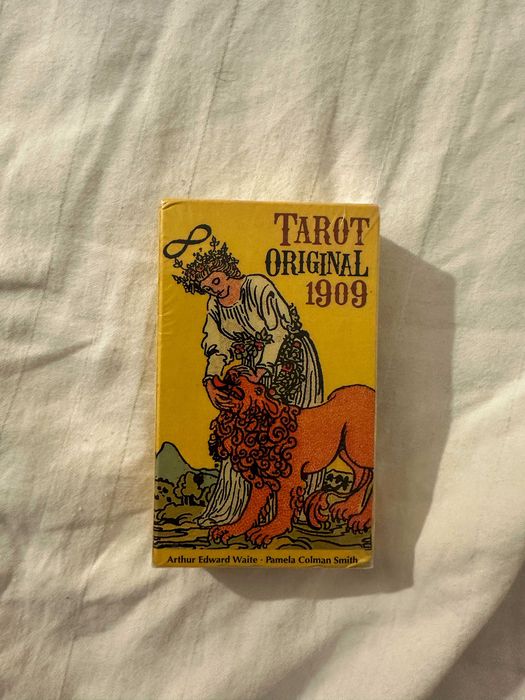 TAROT
ORIGINAL
1909
Arthur Edward Waite · Pamela Colman Smith